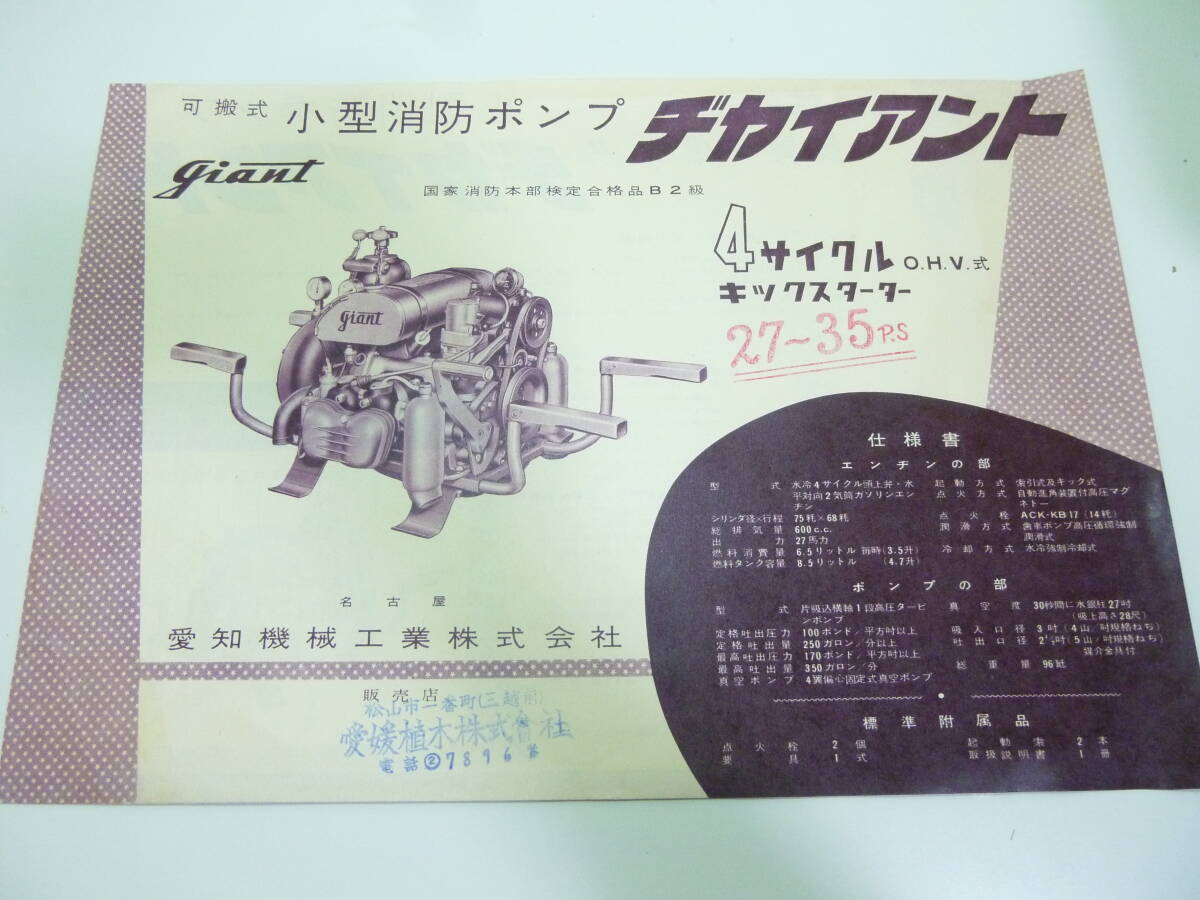 可搬式 小型消防ポンプ ヂカイアント
giant
国家消防本部検定合格品B2級
4サイクル O.H.V.式
キックスターター
27〜35P.S
giant
仕様書
エンヂンの部
型式 水冷4サイクル頭上弁・水平対向2気筒ガソリンエンヂン
シリンダ径×行程 75粍×68粍
総排気量 600c.c.
出力 27馬力
燃料消費量 6.5リットル毎時(3.5升)
燃料タンク容量 8.5リットル (4.7升)
起動方式 索引式及キック式
点火方式 自動進角装置付高圧マグネトー
点火栓 ACK-KB17 (14粍)
潤滑方式 歯車ポンプ高圧循環強制潤滑式
冷却方式 水冷強制冷却式
ポンプの部
型式 片吸込横軸1段高圧タービンポンプ
定格吐出圧力 100ポンド/平方吋以上
定格吐出量 250ガロン/分以上
最高吐出圧力 170ポンド/平方吋以上
最高吐出量 350ガロン/分
真空ポンプ 4翼偏心固定式真空ポンプ
真空度 30秒間に水銀柱27吋
(吸上高さ28尺)
吸入口径 3吋(4山/吋規格ねぢ)
吐出口径 2½吋(5山/吋規格ねぢ)
媒介金具付
総重量 96瓩
標準附属品
点火栓 2個
要具 1式
起動索 2本
取扱説明書 1冊
名古屋
愛知機械工業株式会社
販売店
松山市一番町(三越前)
愛媛植木株式會社
電話②7896番